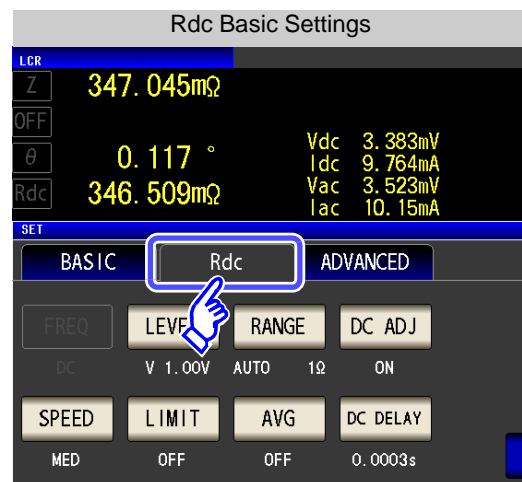 Rdc Basic Settings
LCR
Z 347.045mΩ
OFF
θ 0.117 ° Vdc 3.383mV
Idc 9.764mA
Rdc 346.509mΩ Vac 3.523mV
Iac 10.15mA
SET
BASIC Rdc ADVANCED
FREQ LEVE RANGE DC ADJ
DC V 1.00V AUTO 1Ω ON
SPEED LIMIT AVG DC DELAY
MED OFF OFF 0.0003s